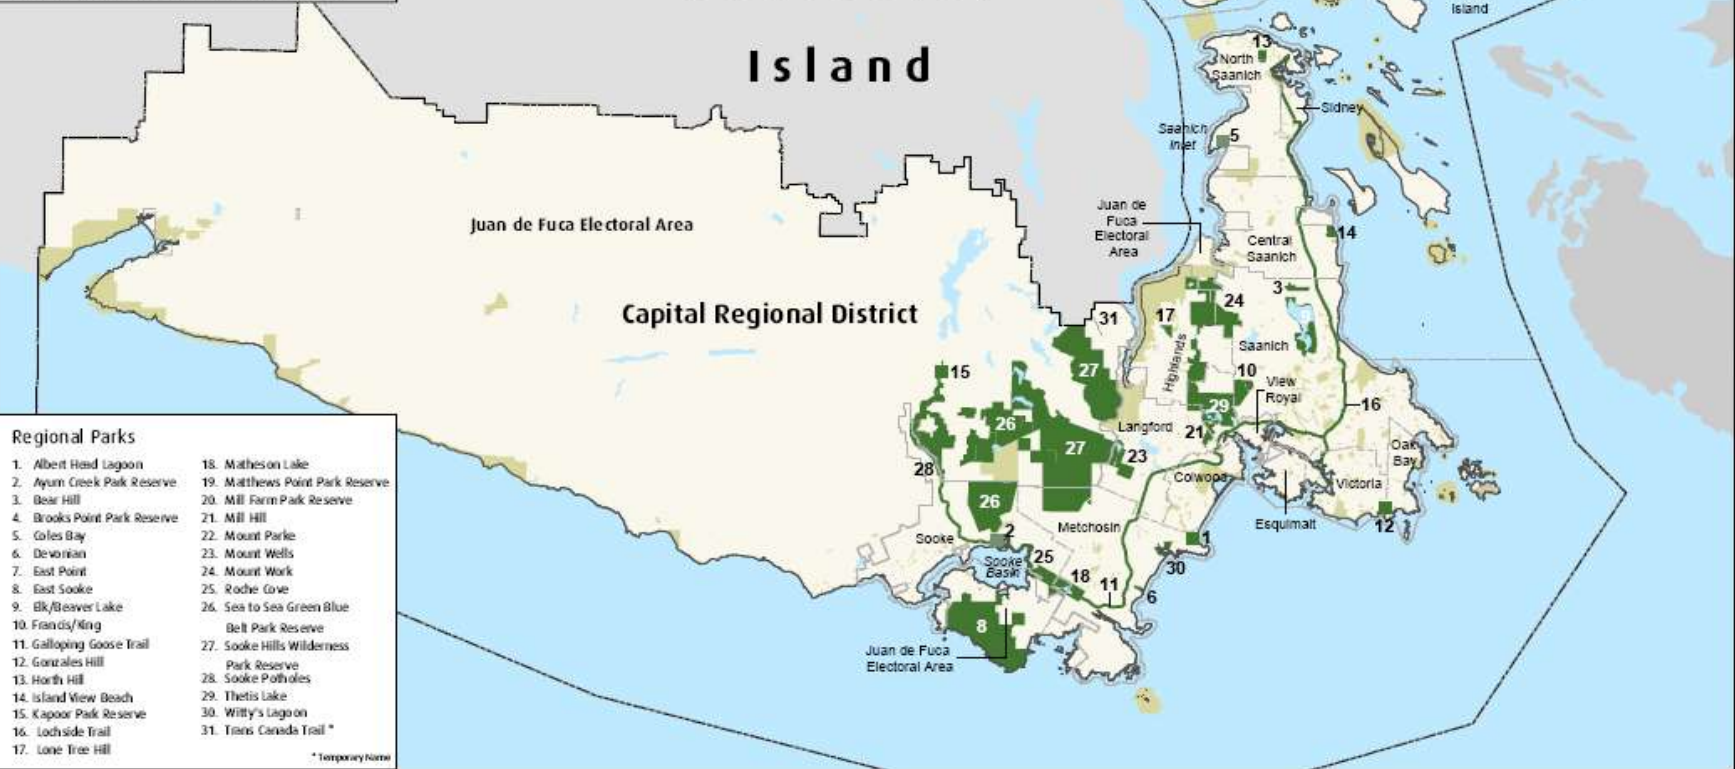 Island
Island
13
North
Saanich
Sidney
Saanich
Inlet
5
Juan de
Fuca
Electoral
Area
Juan de Fuca Electoral Area
14
Central
Saanich
3
24
Capital Regional District
31
17
9
Saanich
Highlands
15
27
10
View
Royal
29
16
26
Langford
21
27
23
Oak
Bay
28
Colwood
Victoria
26
Metchosin
Esquimalt
12
Sooke
2
1
Sooke
Basin
25
18
11
30
6
8
Juan de Fuca
Electoral Area
Regional Parks
1. Albert Head Lagoon
2. Ayum Creek Park Reserve
3. Bear Hill
4. Brooks Point Park Reserve
5. Coles Bay
6. Devonian
7. East Point
8. East Sooke
9. Elk/Beaver Lake
10. Francis/King
11. Galloping Goose Trail
12. Gonzales Hill
13. Horth Hill
14. Island View Beach
15. Kapoor Park Reserve
16. Lochside Trail
17. Lone Tree Hill
18. Matheson Lake
19. Matthews Point Park Reserve
20. Mill Farm Park Reserve
21. Mill Hill
22. Mount Parke
23. Mount Wells
24. Mount Work
25. Roche Cove
26. Sea to Sea Green Blue
Belt Park Reserve
27. Sooke Hills Wilderness
Park Reserve
28. Sooke Potholes
29. Thetis Lake
30. Witty's Lagoon
31. Trans Canada Trail *
* Temporary Name